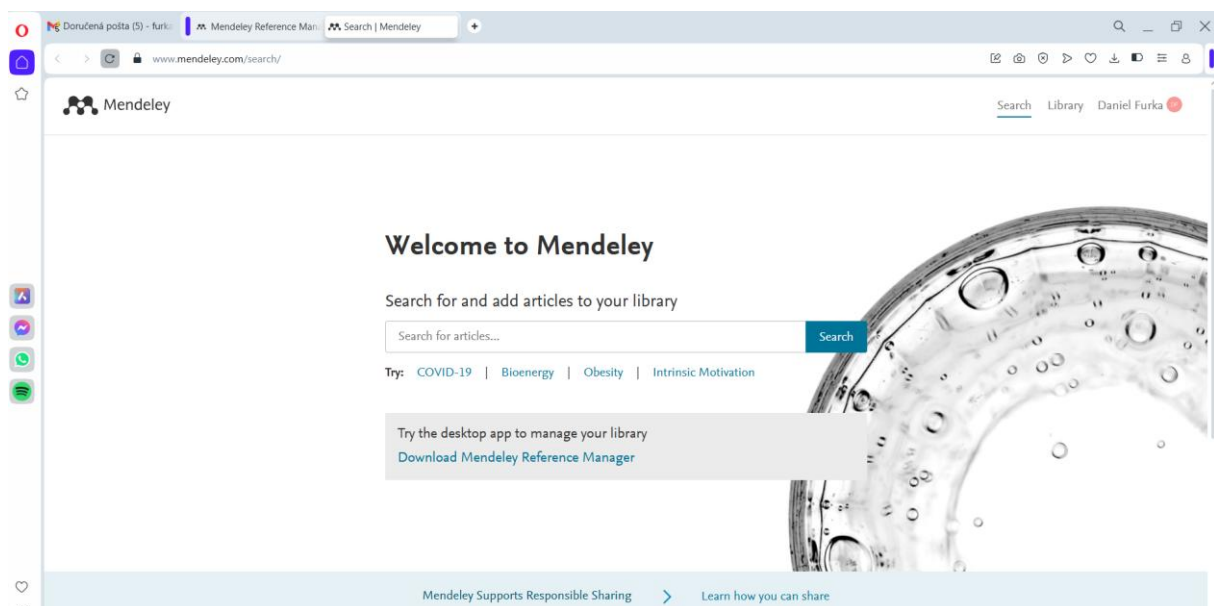 Doručená pošta (5) - furka
Mendeley Reference Man
Search | Mendeley
www.mendeley.com/search/
Mendeley
Search Library Daniel Furka
Welcome to Mendeley
Search for and add articles to your library
Search for articles...
Search
Try: COVID-19 | Bioenergy | Obesity | Intrinsic Motivation
Try the desktop app to manage your library
Download Mendeley Reference Manager
Mendeley Supports Responsible Sharing
Learn how you can share